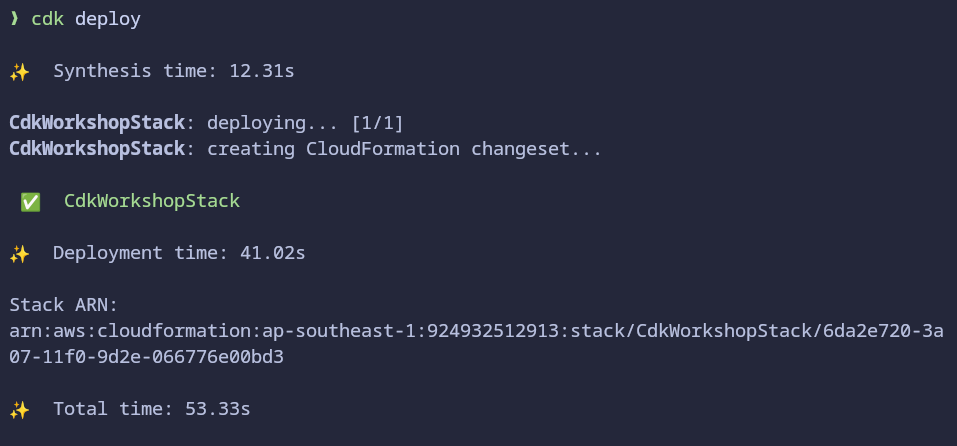 ❱ cdk deploy
✨  Synthesis time: 12.31s
CdkWorkshopStack: deploying... [1/1]
CdkWorkshopStack: creating CloudFormation changeset...
✅  CdkWorkshopStack
✨  Deployment time: 41.02s
Stack ARN:
arn:aws:cloudformation:ap-southeast-1:924932512913:stack/CdkWorkshopStack/6da2e720-3a
07-11f0-9d2e-066776e00bd3
✨  Total time: 53.33s